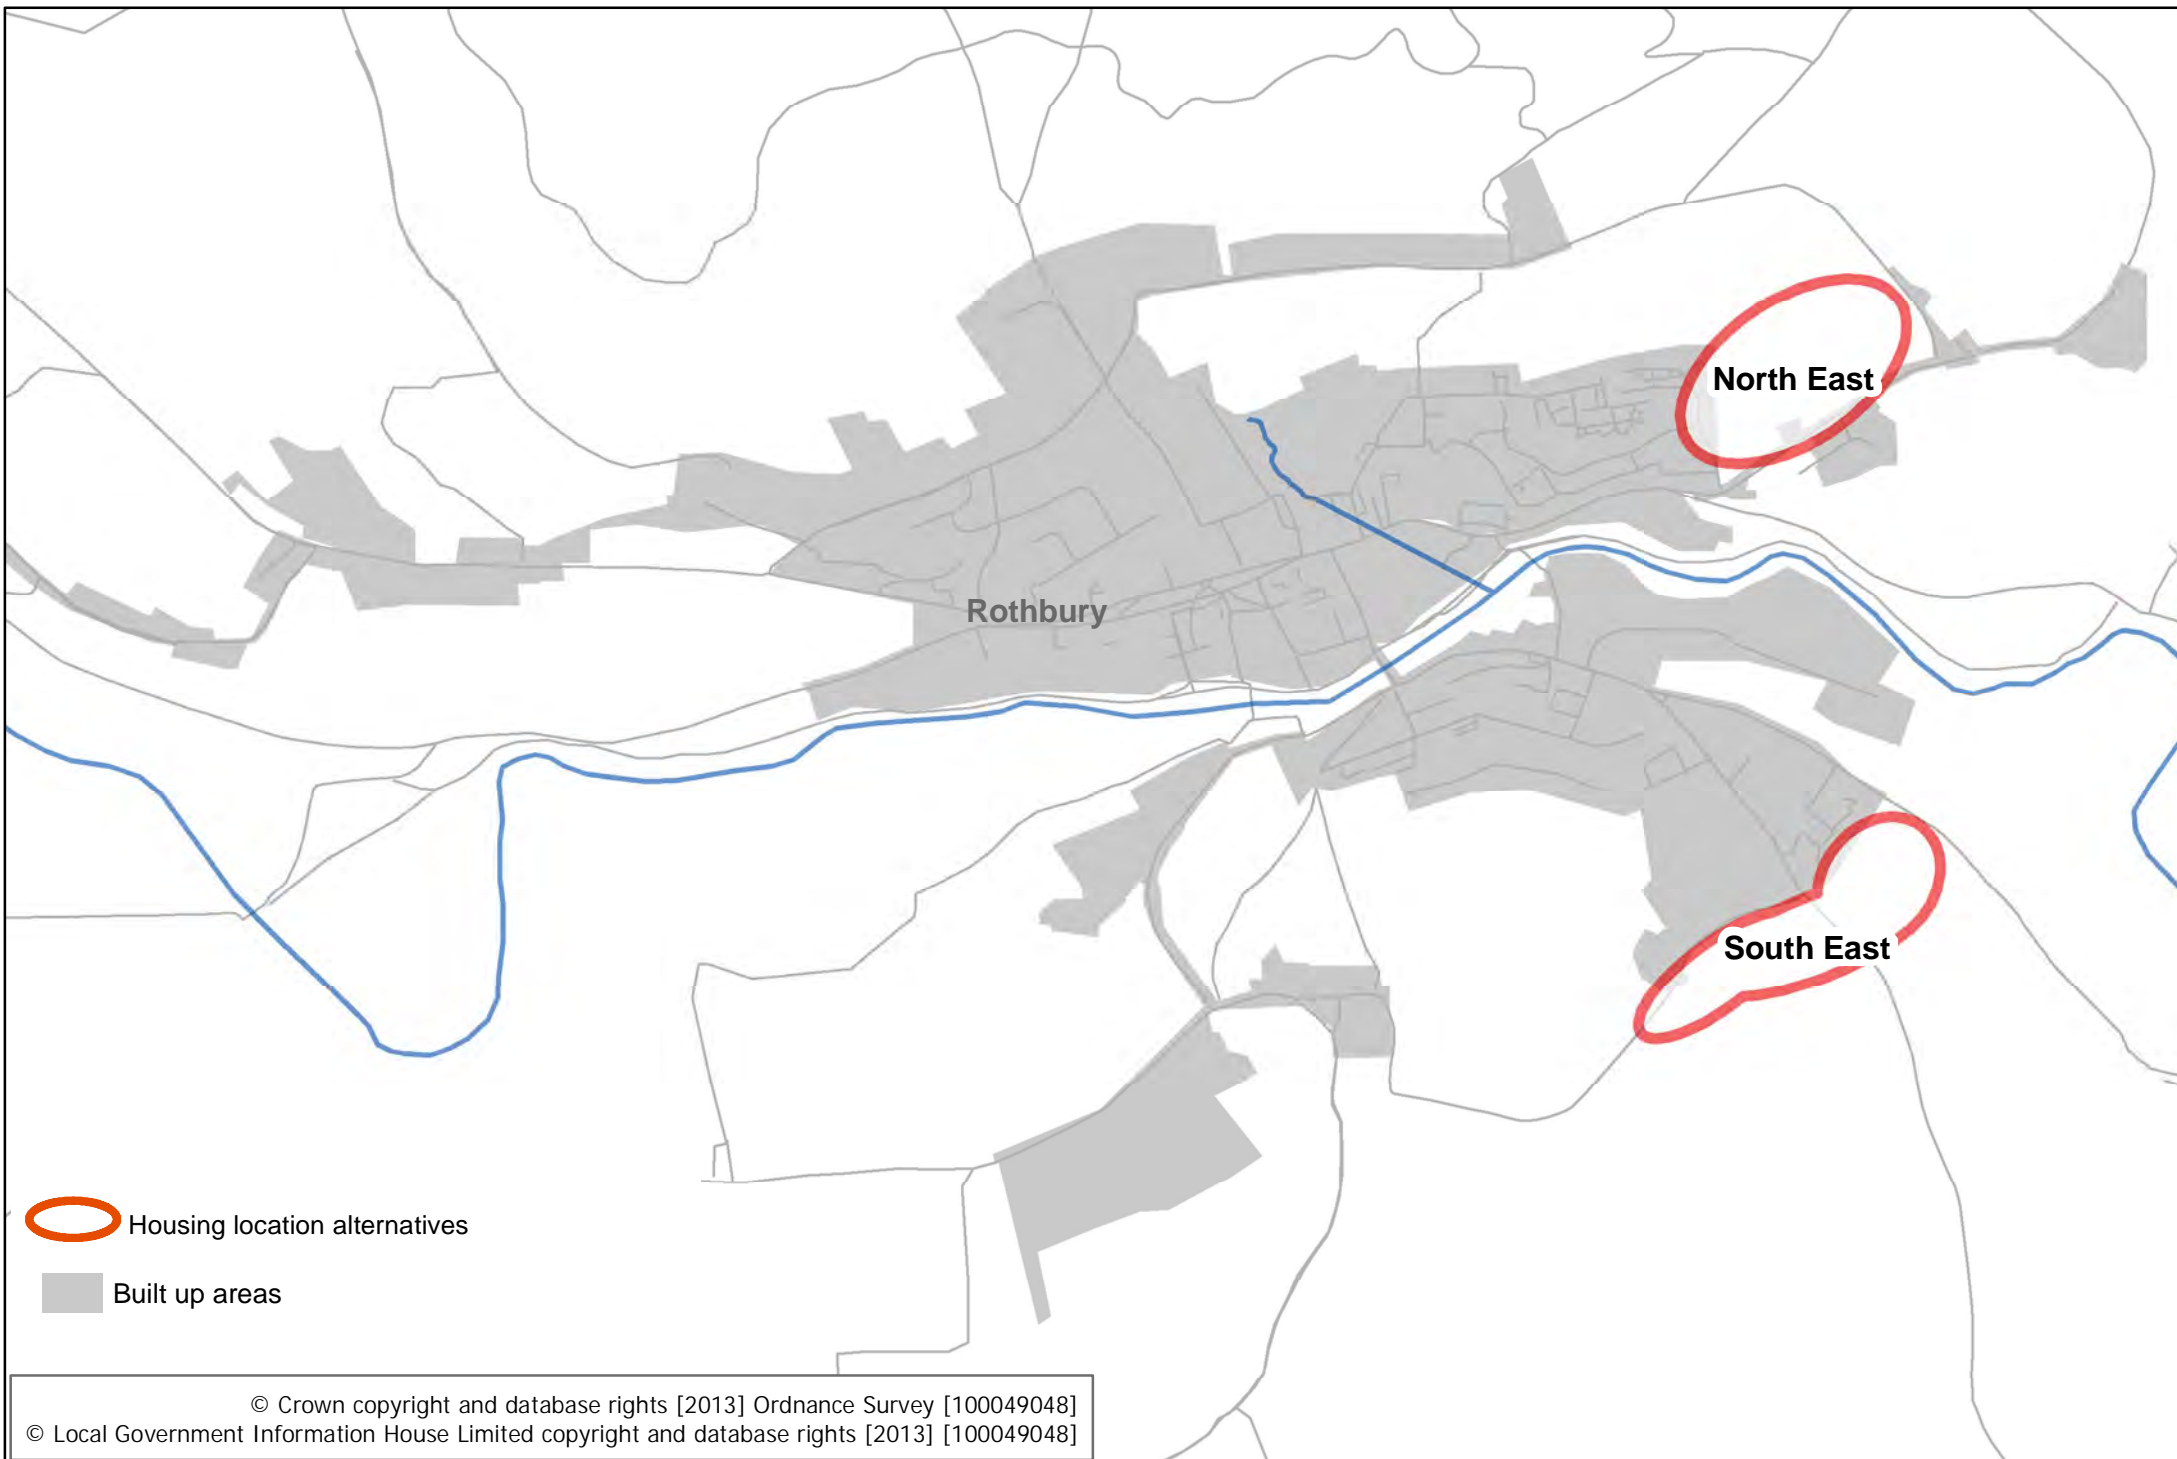 North East
Rothbury
South East
Housing location alternatives
Built up areas
© Crown copyright and database rights [2013] Ordnance Survey [100049048]
© Local Government Information House Limited copyright and database rights [2013] [100049048]